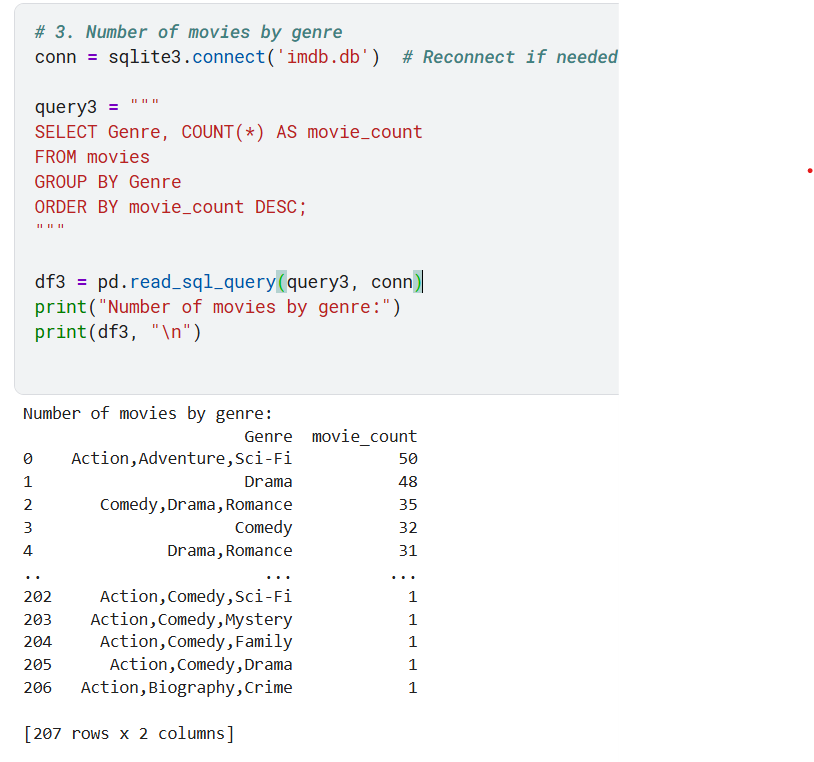 # 3. Number of movies by genre
conn = sqlite3.connect('imdb.db')  # Reconnect if needed
query3 = """
SELECT Genre, COUNT(*) AS movie_count
FROM movies
GROUP BY Genre
ORDER BY movie_count DESC;
"""
df3 = pd.read_sql_query(query3, conn)
print("Number of movies by genre:")
print(df3, "\n")
Number of movies by genre:
                       Genre  movie_count
0    Action,Adventure,Sci-Fi           50
1                      Drama           48
2       Comedy,Drama,Romance           35
3                     Comedy           32
4              Drama,Romance           31
..                       ...          ...
202     Action,Comedy,Sci-Fi            1
203    Action,Comedy,Mystery            1
204     Action,Comedy,Family            1
205      Action,Comedy,Drama            1
206   Action,Biography,Crime            1
[207 rows x 2 columns]